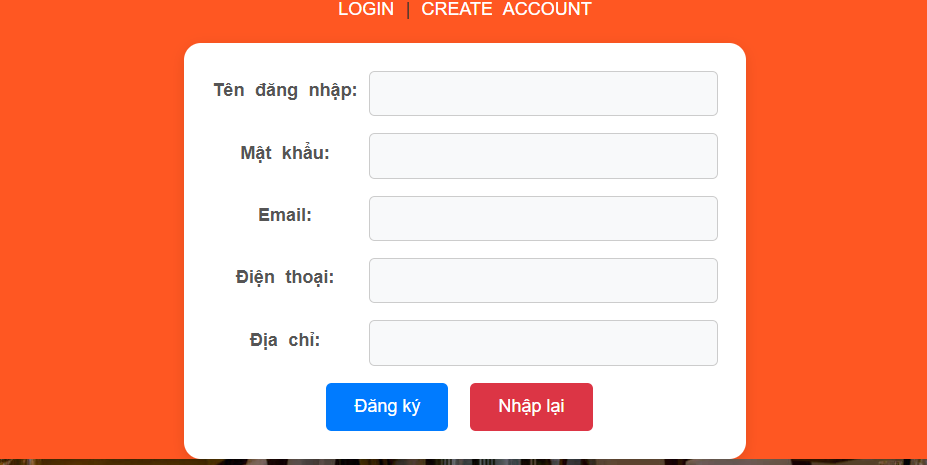 LOGIN | CREATE ACCOUNT
Tên đăng nhập:
Mật khẩu:
Email:
Điện thoại:
Địa chỉ:
Đăng ký Nhập lại